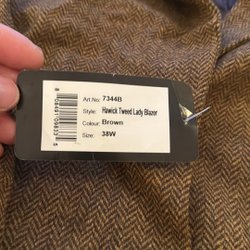 Art.No: 7344B
Style: Hawick Tweed Lady Blazer
Colour: Brown
Size: 38W